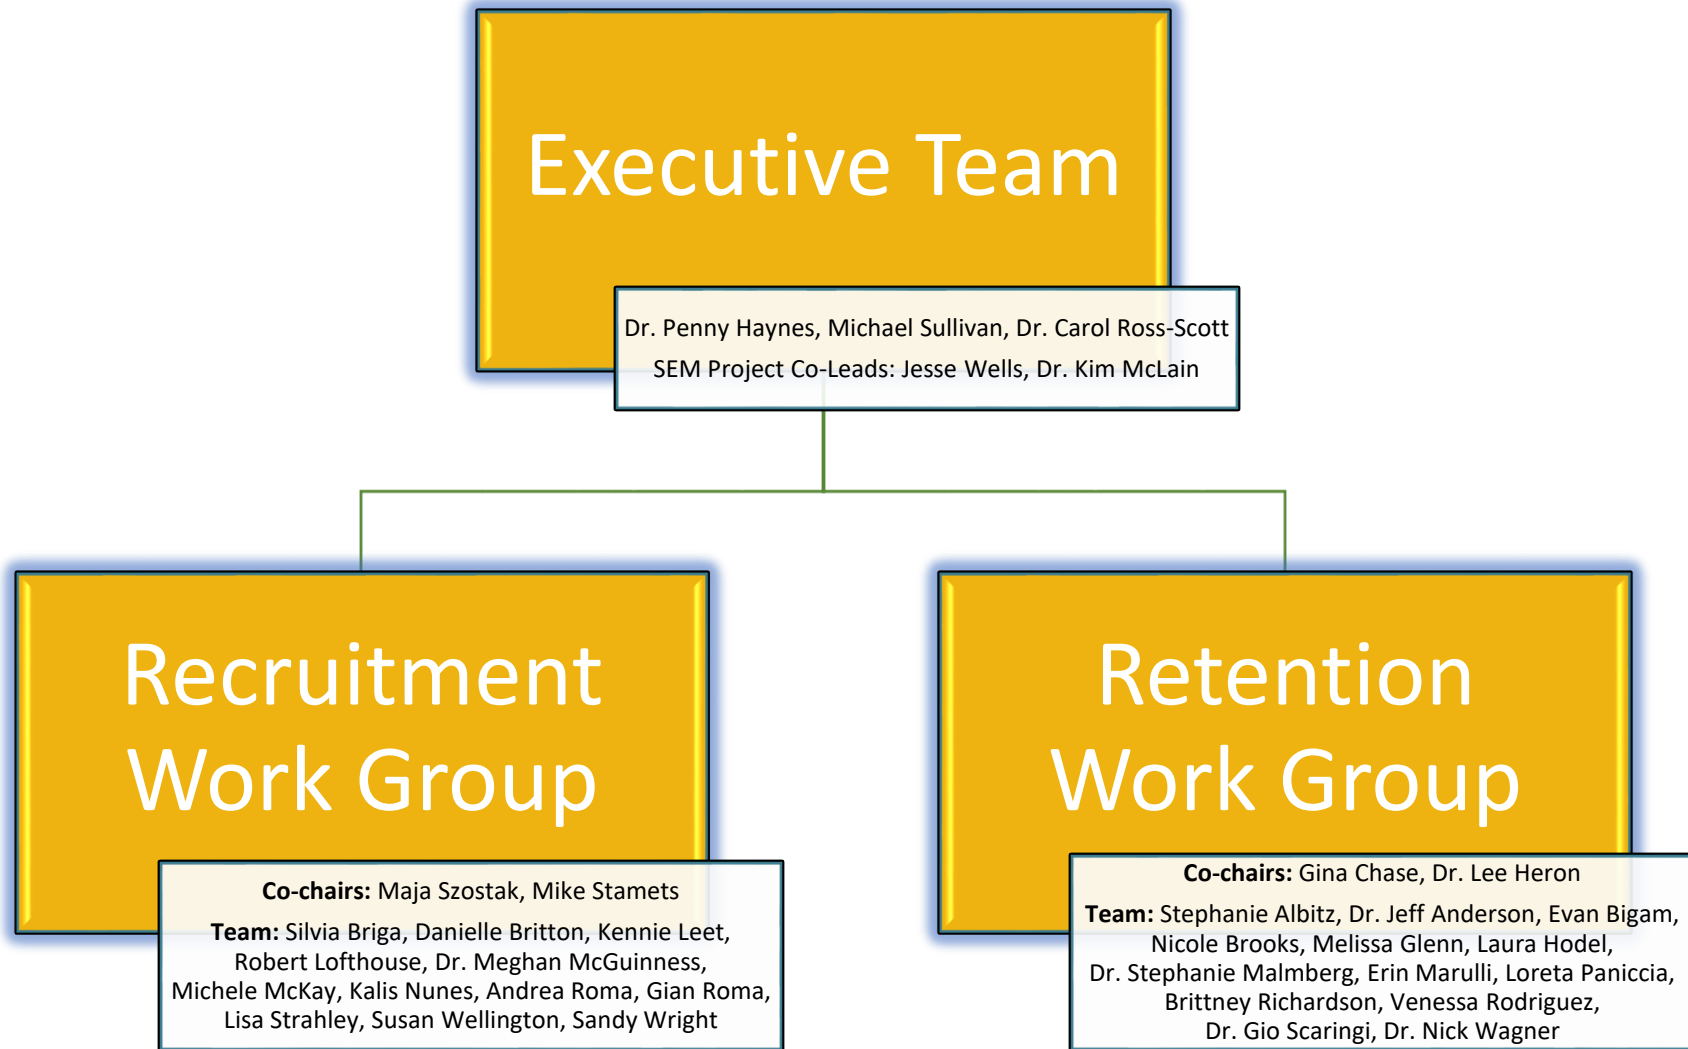 Executive Team
Dr. Penny Haynes, Michael Sullivan, Dr. Carol Ross-Scott
SEM Project Co-Leads: Jesse Wells, Dr. Kim McLain
Recruitment
Work Group
Co-chairs: Maja Szostak, Mike Stamets
Team: Silvia Briga, Danielle Britton, Kennie Leet,
Robert Lofthouse, Dr. Meghan McGuinness,
Michele McKay, Kalis Nunes, Andrea Roma, Gian Roma,
Lisa Strahley, Susan Wellington, Sandy Wright
Retention
Work Group
Co-chairs: Gina Chase, Dr. Lee Heron
Team: Stephanie Albitz, Dr. Jeff Anderson, Evan Bigam,
Nicole Brooks, Melissa Glenn, Laura Hodel,
Dr. Stephanie Malmberg, Erin Marulli, Loreta Paniccia,
Brittney Richardson, Venessa Rodriguez,
Dr. Gio Scaringi, Dr. Nick Wagner